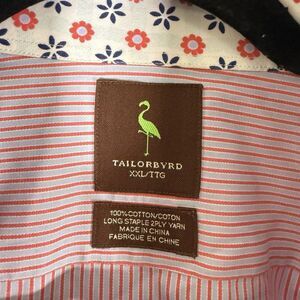 TAILORBYRD
XXL/TTG
100% COTTON/COTON
LONG STAPLE 2PLY YARN
MADE IN CHINA
FABRIQUE EN CHINE